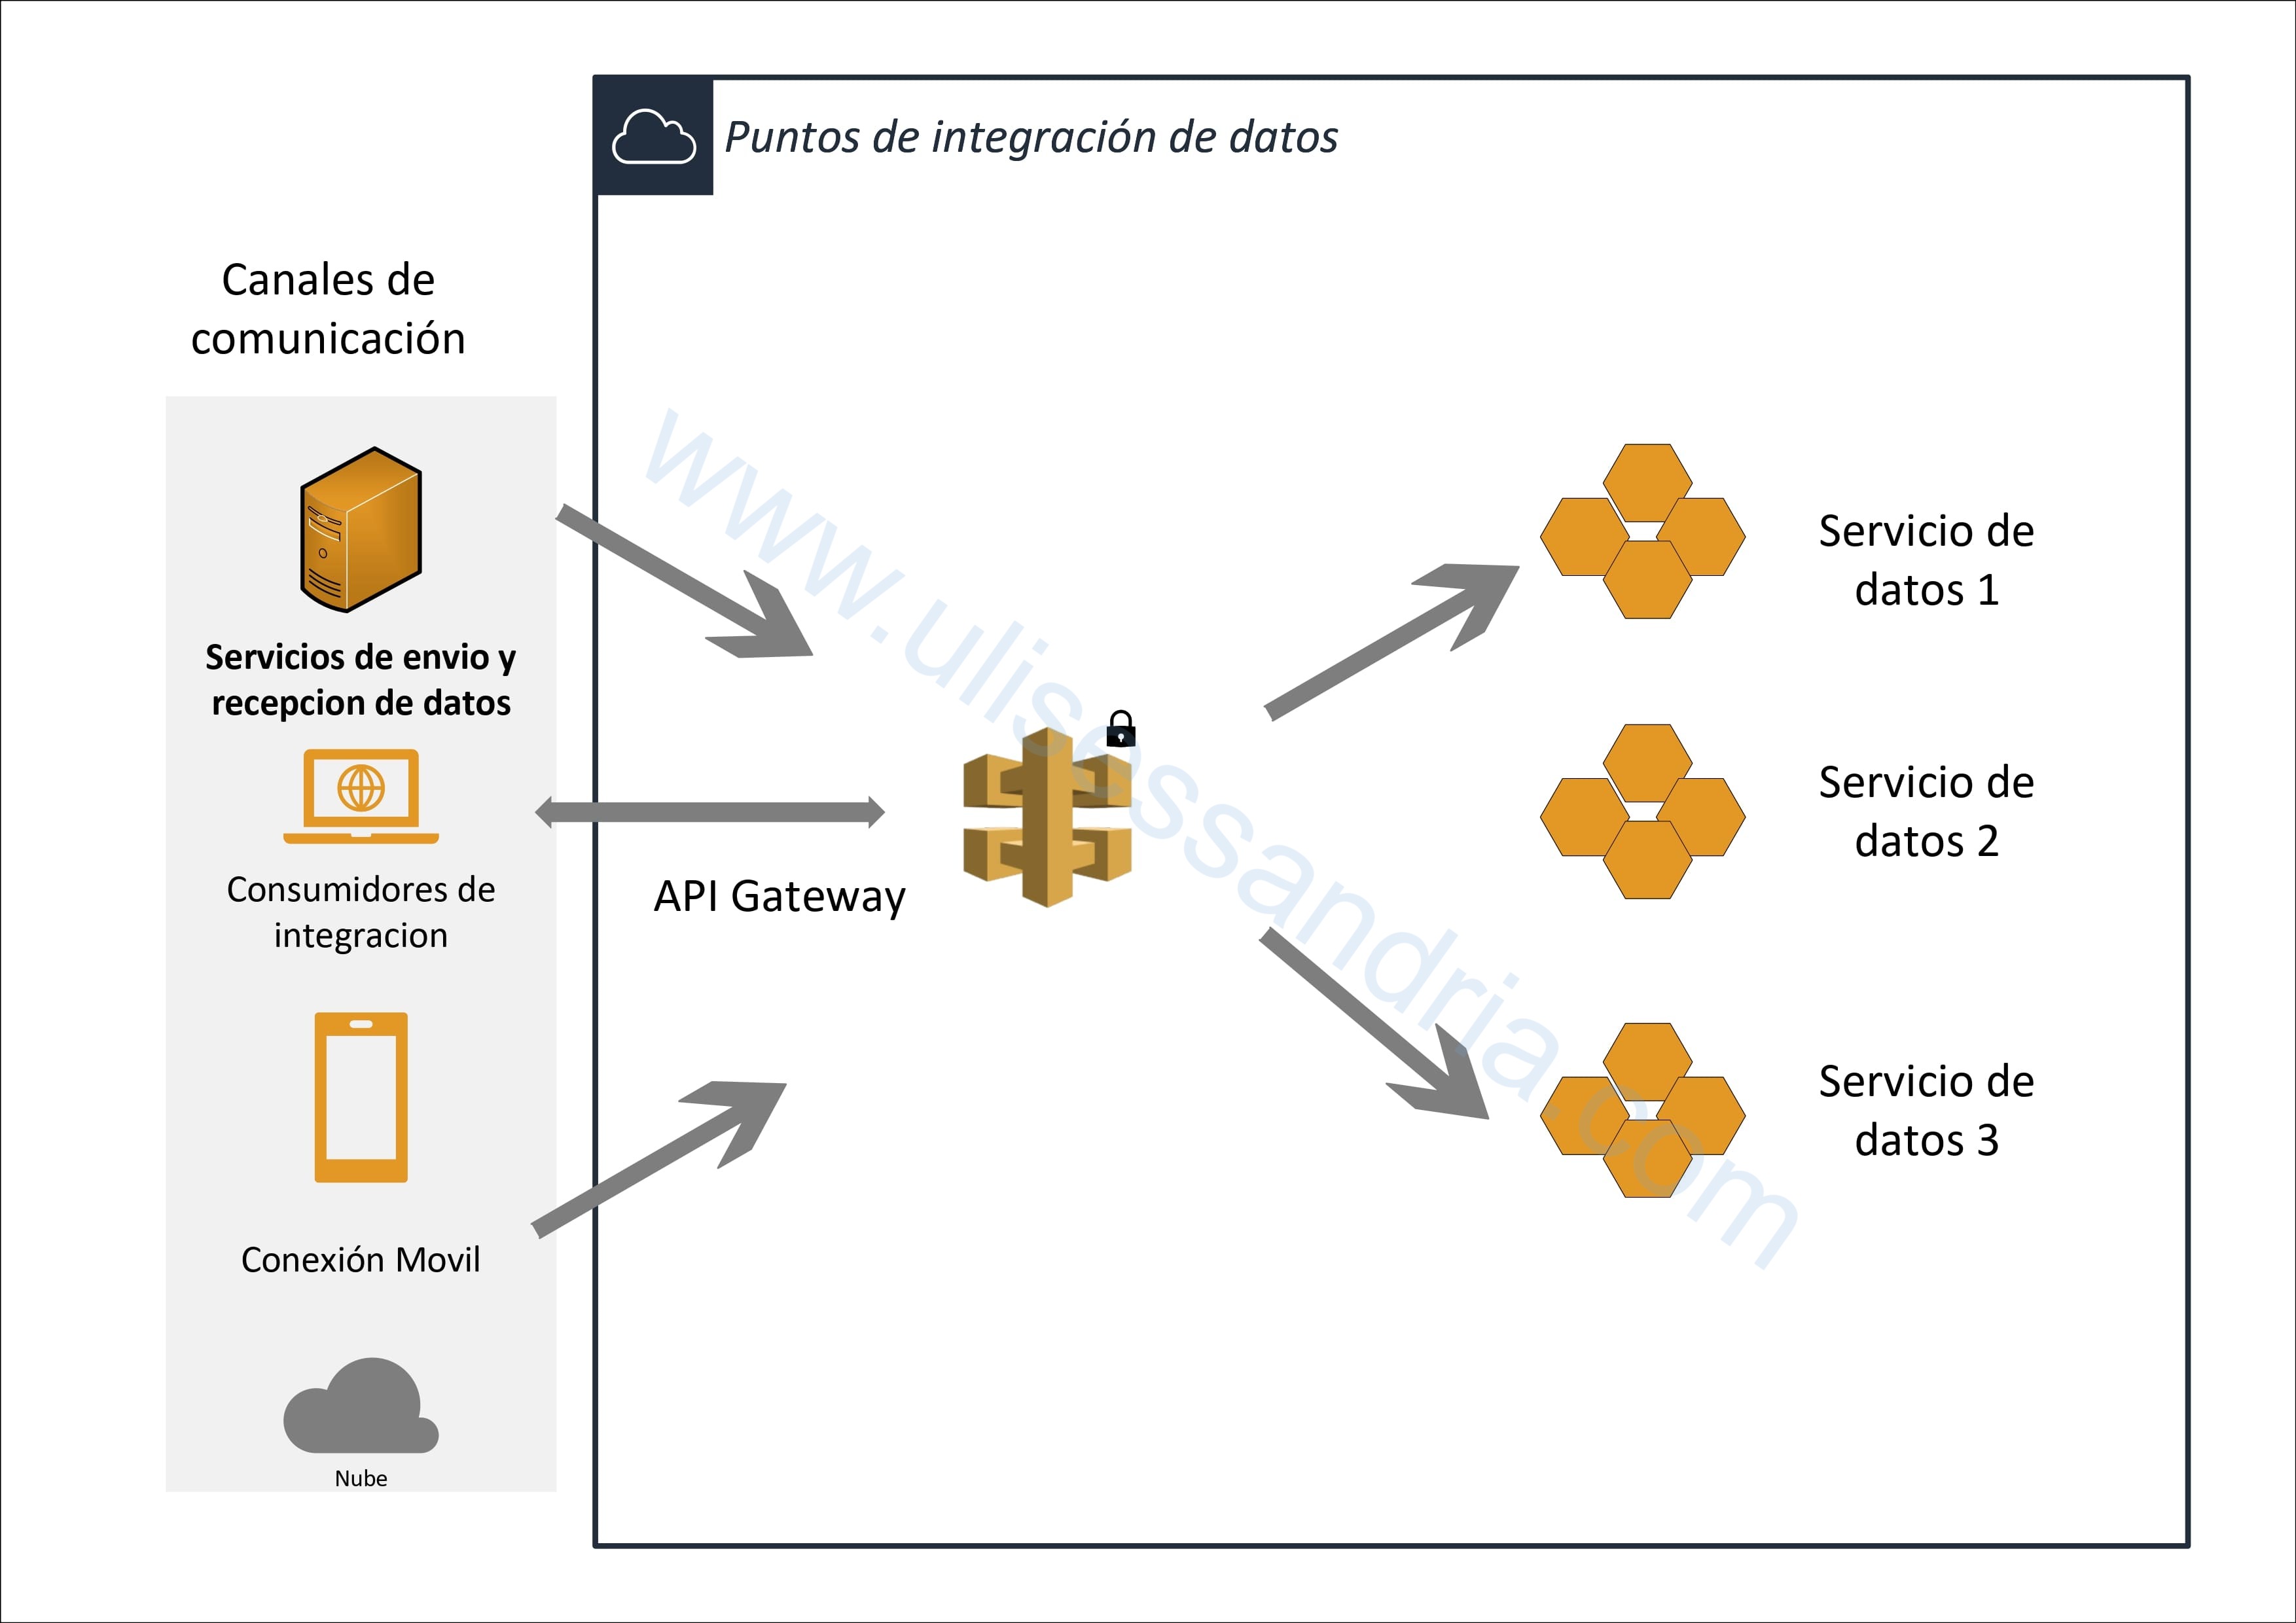 Puntos de integración de datos
Canales de
comunicación
Servicios de envio y
recepcion de datos
Consumidores de
integracion
Conexión Movil
Nube
API Gateway
Servicio de
datos 1
Servicio de
datos 2
Servicio de
datos 3
www.ulisessandria.com